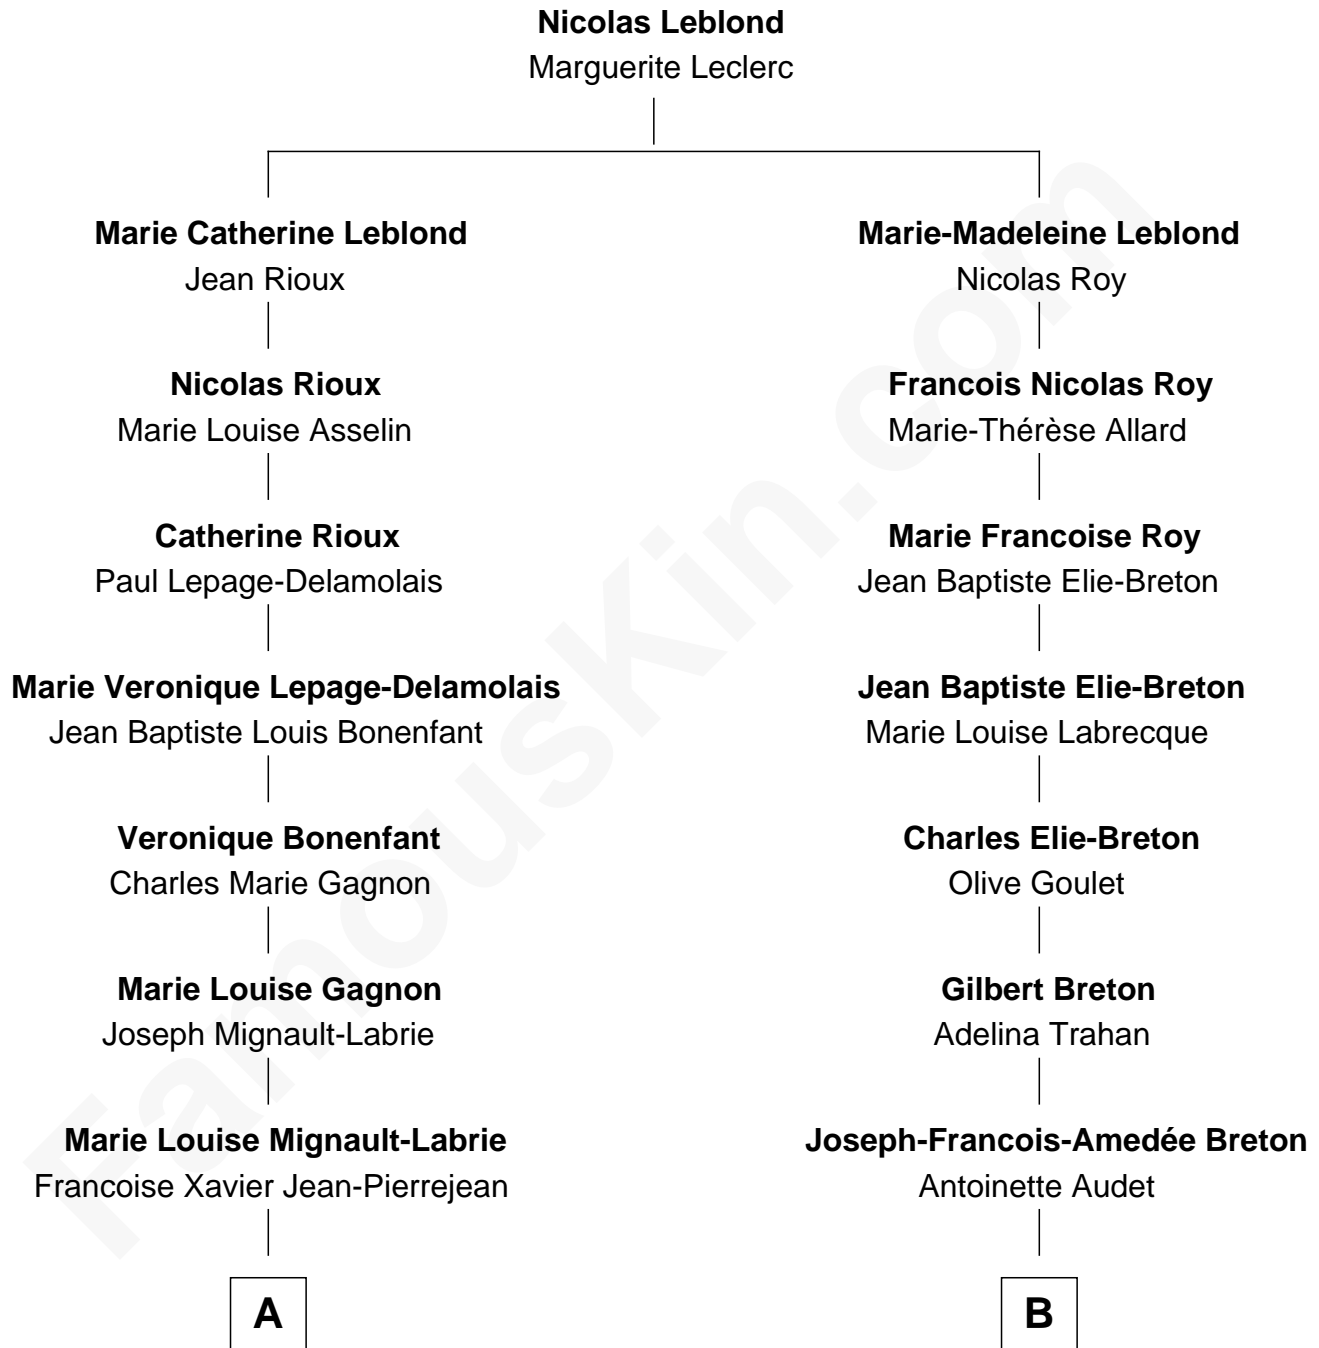 Nicolas Leblond
Marguerite Leclerc
Marie Catherine Leblond
Jean Rioux
Nicolas Rioux
Marie Louise Asselin
Catherine Rioux
Paul Lepage-Delamolais
Marie Veronique Lepage-Delamolais
Jean Baptiste Louis Bonenfant
Veronique Bonenfant
Charles Marie Gagnon
Marie Louise Gagnon
Joseph Mignault-Labrie
Marie Louise Mignault-Labrie
Francoise Xavier Jean-Pierrejean
A
Marie-Madeleine Leblond
Nicolas Roy
Francois Nicolas Roy
Marie-Thérèse Allard
Marie Francoise Roy
Jean Baptiste Elie-Breton
Jean Baptiste Elie-Breton
Marie Louise Labrecque
Charles Elie-Breton
Olive Goulet
Gilbert Breton
Adelina Trahan
Joseph-Francois-Amedée Breton
Antoinette Audet
B
FamousKin.com